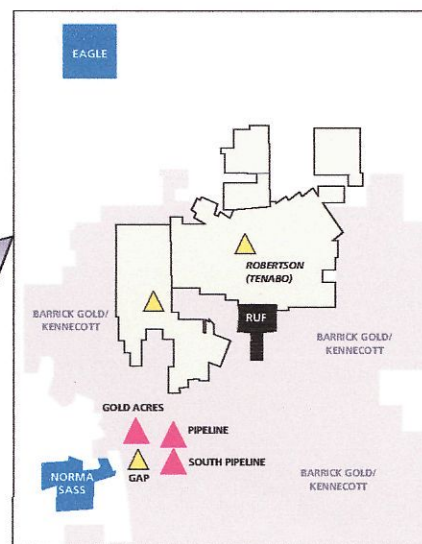 EAGLE
ROBERTSON
(TENABO)
BARRICK GOLD/
KENNECOTT
RUF
BARRICK GOLD/
KENNECOTT
GOLD ACRES
PIPELINE
SOUTH PIPELINE
GAP
NORMA
SASS
BARRICK GOLD/
KENNECOTT